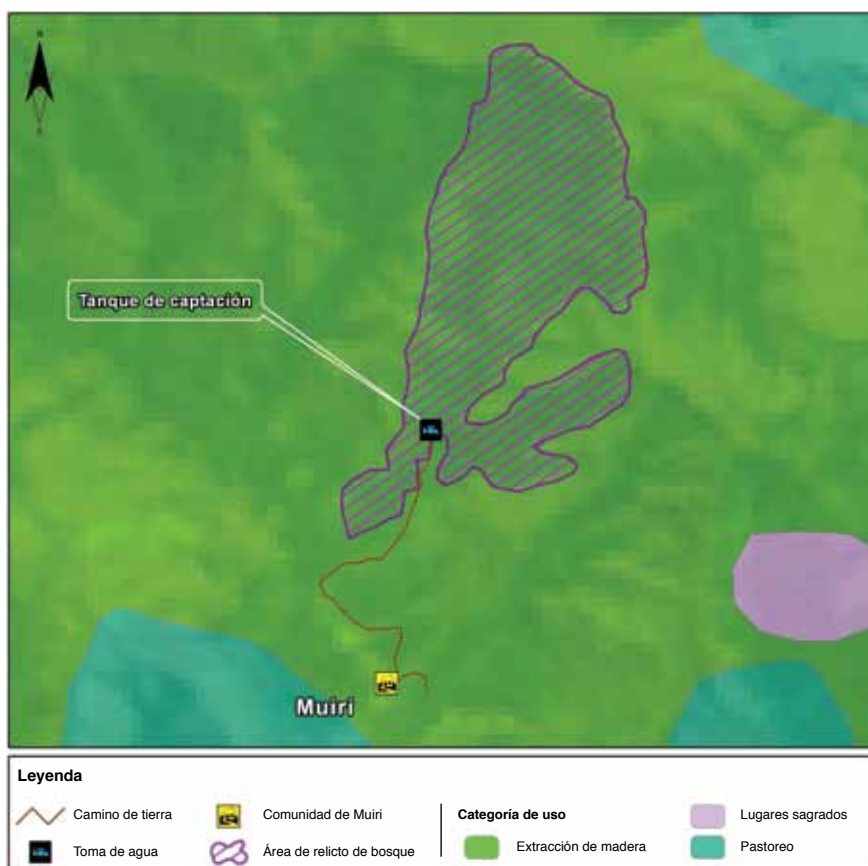 N
Tanque de captación
Muiri
Leyenda
Camino de tierra
Comunidad de Muiri
Categoría de uso
Lugares sagrados
Toma de agua
Área de relicto de bosque
Extracción de madera
Pastoreo